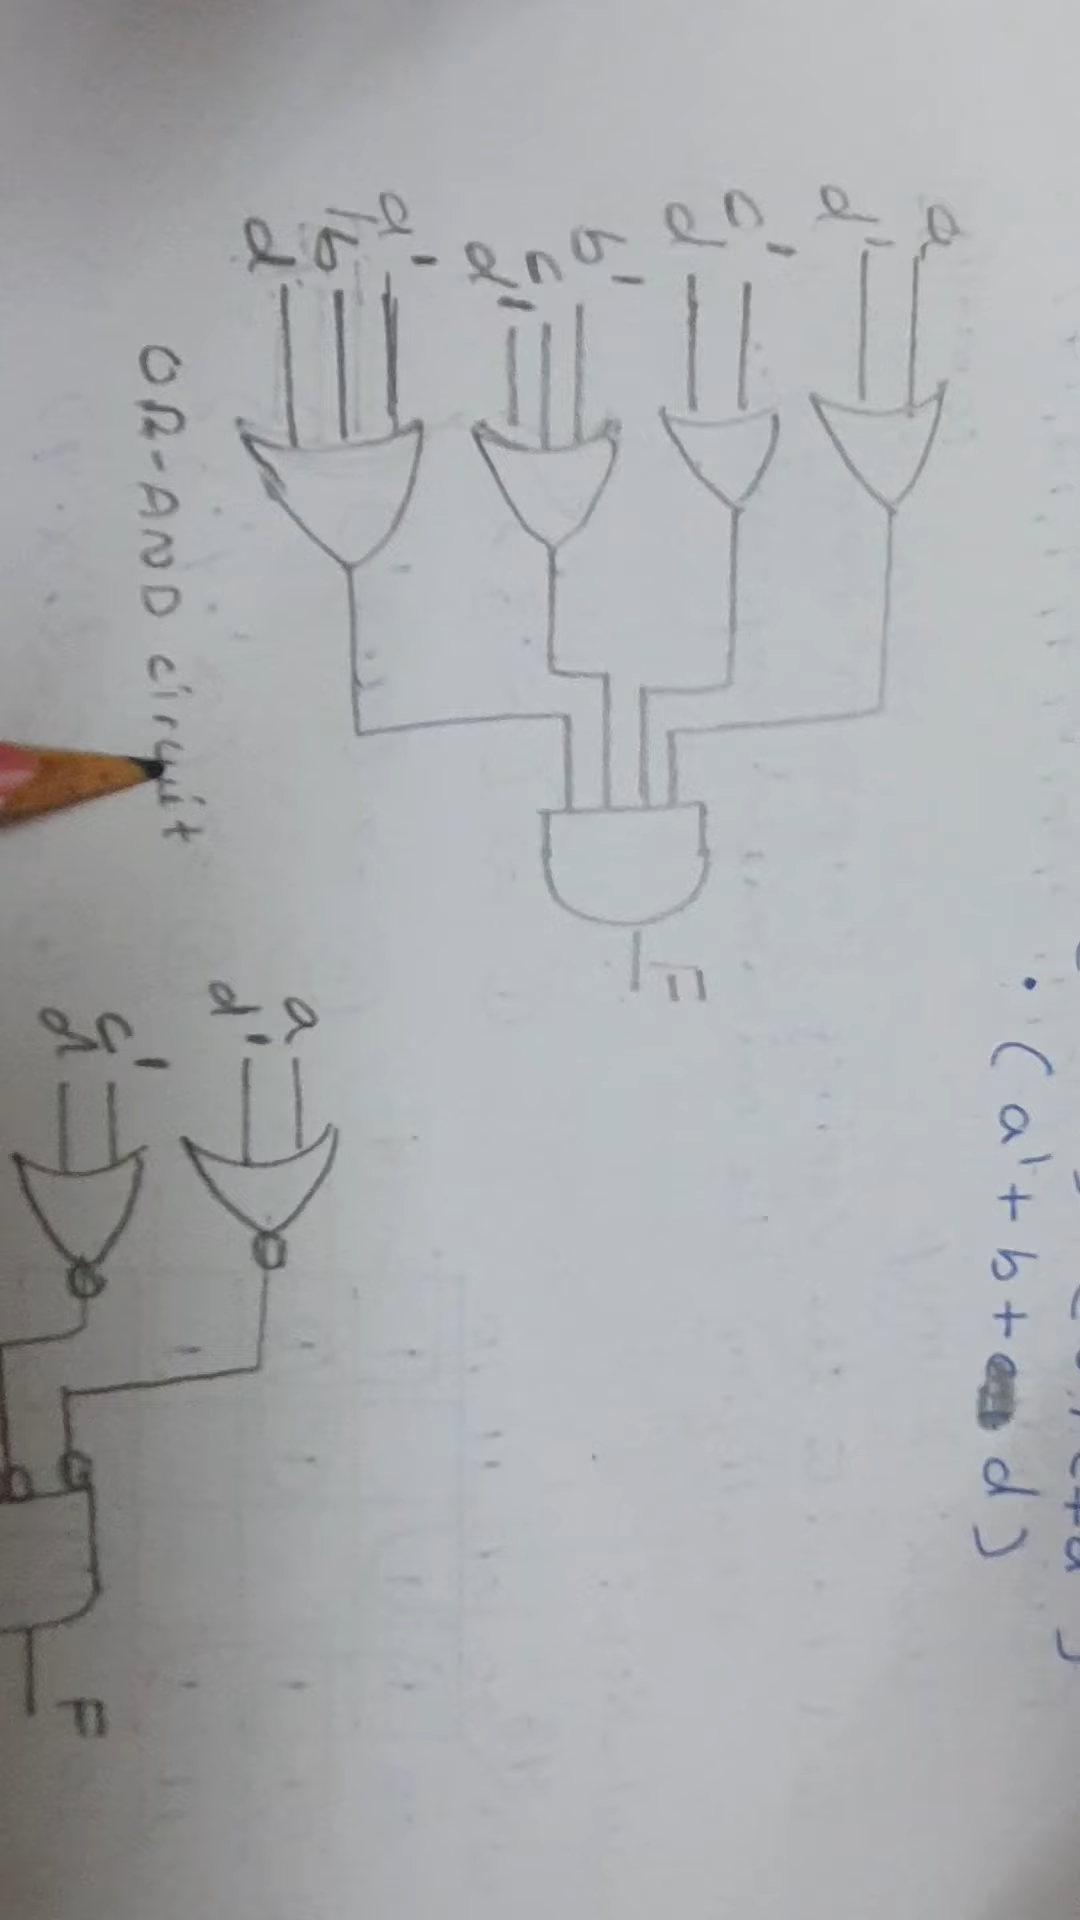 · (a' + b + d)
a
d'
c'
d
b'
c
d'
a'
b
d
F
OR-AND circuit
a
d'
c'
d
F